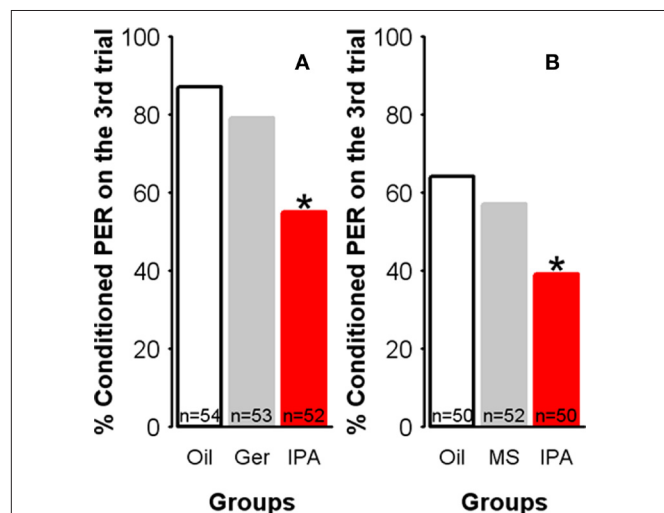 % Conditioned PER on the 3rd trial
100
80
60
40
20
0
A
*
n=54 n=53 n=52
Oil Ger IPA
Groups
% Conditioned PER on the 3rd trial
100
80
60
40
20
0
B
*
n=50 n=52 n=50
Oil MS IPA
Groups